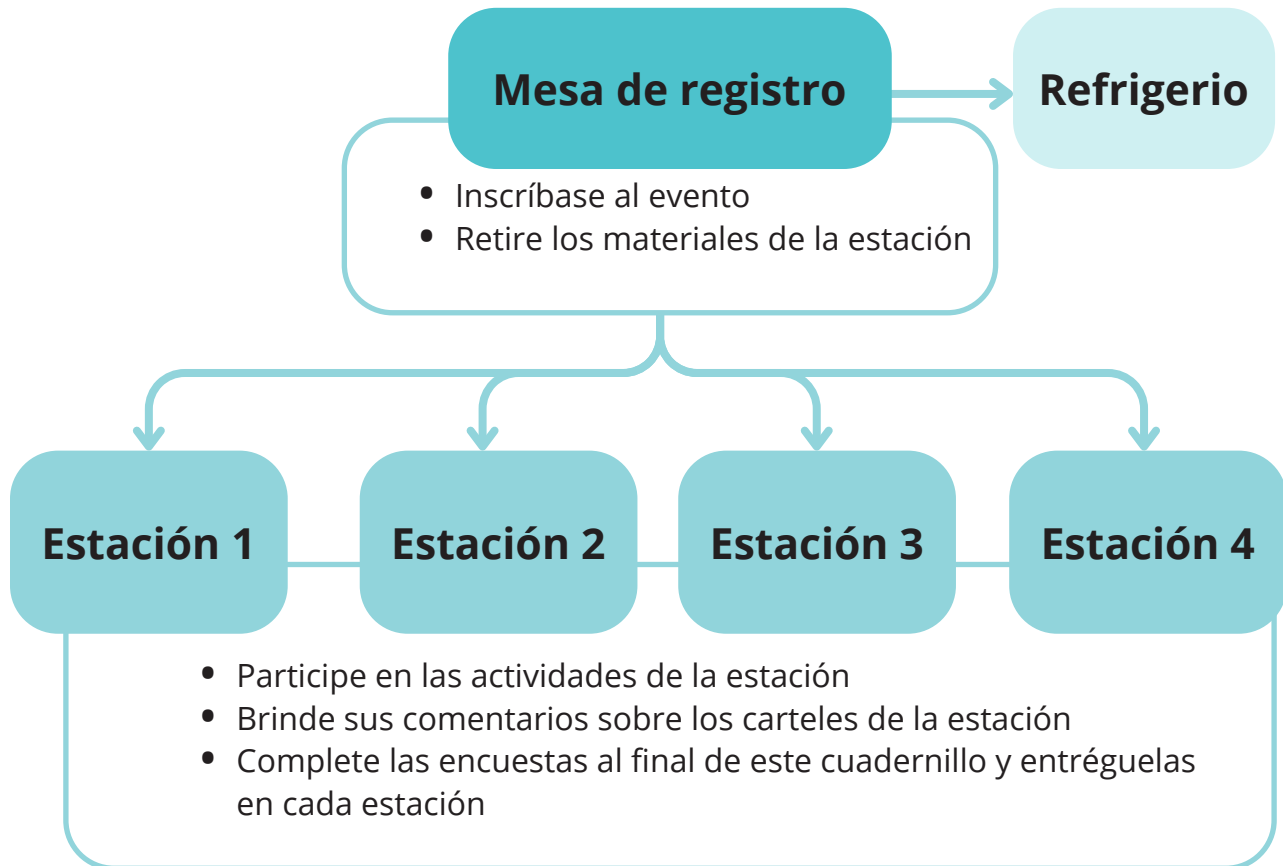 Mesa de registro
Refrigerio
• Inscríbase al evento
• Retire los materiales de la estación
Estación 1
Estación 2
Estación 3
Estación 4
• Participe en las actividades de la estación
• Brinde sus comentarios sobre los carteles de la estación
• Complete las encuestas al final de este cuadernillo y entréguelas
en cada estación